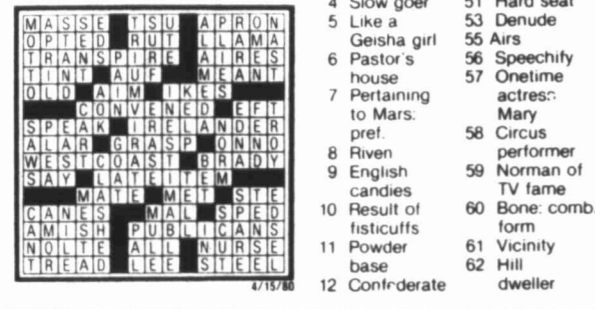 MASSE TSU APRON
OPTED RUT LLAMA
TRANSPIRE AIRES
TINT AUF MEANT
OLD AIM IKES
CONVENED EFT
SPEAK IRELANDER
ALAR GRASP ONNO
WESTCOAST BRADY
SAY LATEITEM
MATE MET STE
CANES MAL SPED
AMISH PUBLICANS
NOLTE ALL NURSE
TREAD LEE STEEL
4/15/80
4 Slow goer
5 Like a
Geisha girl
6 Pastor's
house
7 Pertaining
to Mars:
pref.
8 Riven
9 English
candies
10 Result of
fisticuffs
11 Powder
base
12 Confederate
51 Hard seat
53 Denude
55 Airs
56 Speechify
57 Onetime
actress
Mary
58 Circus
performer
59 Norman of
TV fame
60 Bone: comb.
form
61 Vicinity
62 Hill
dweller